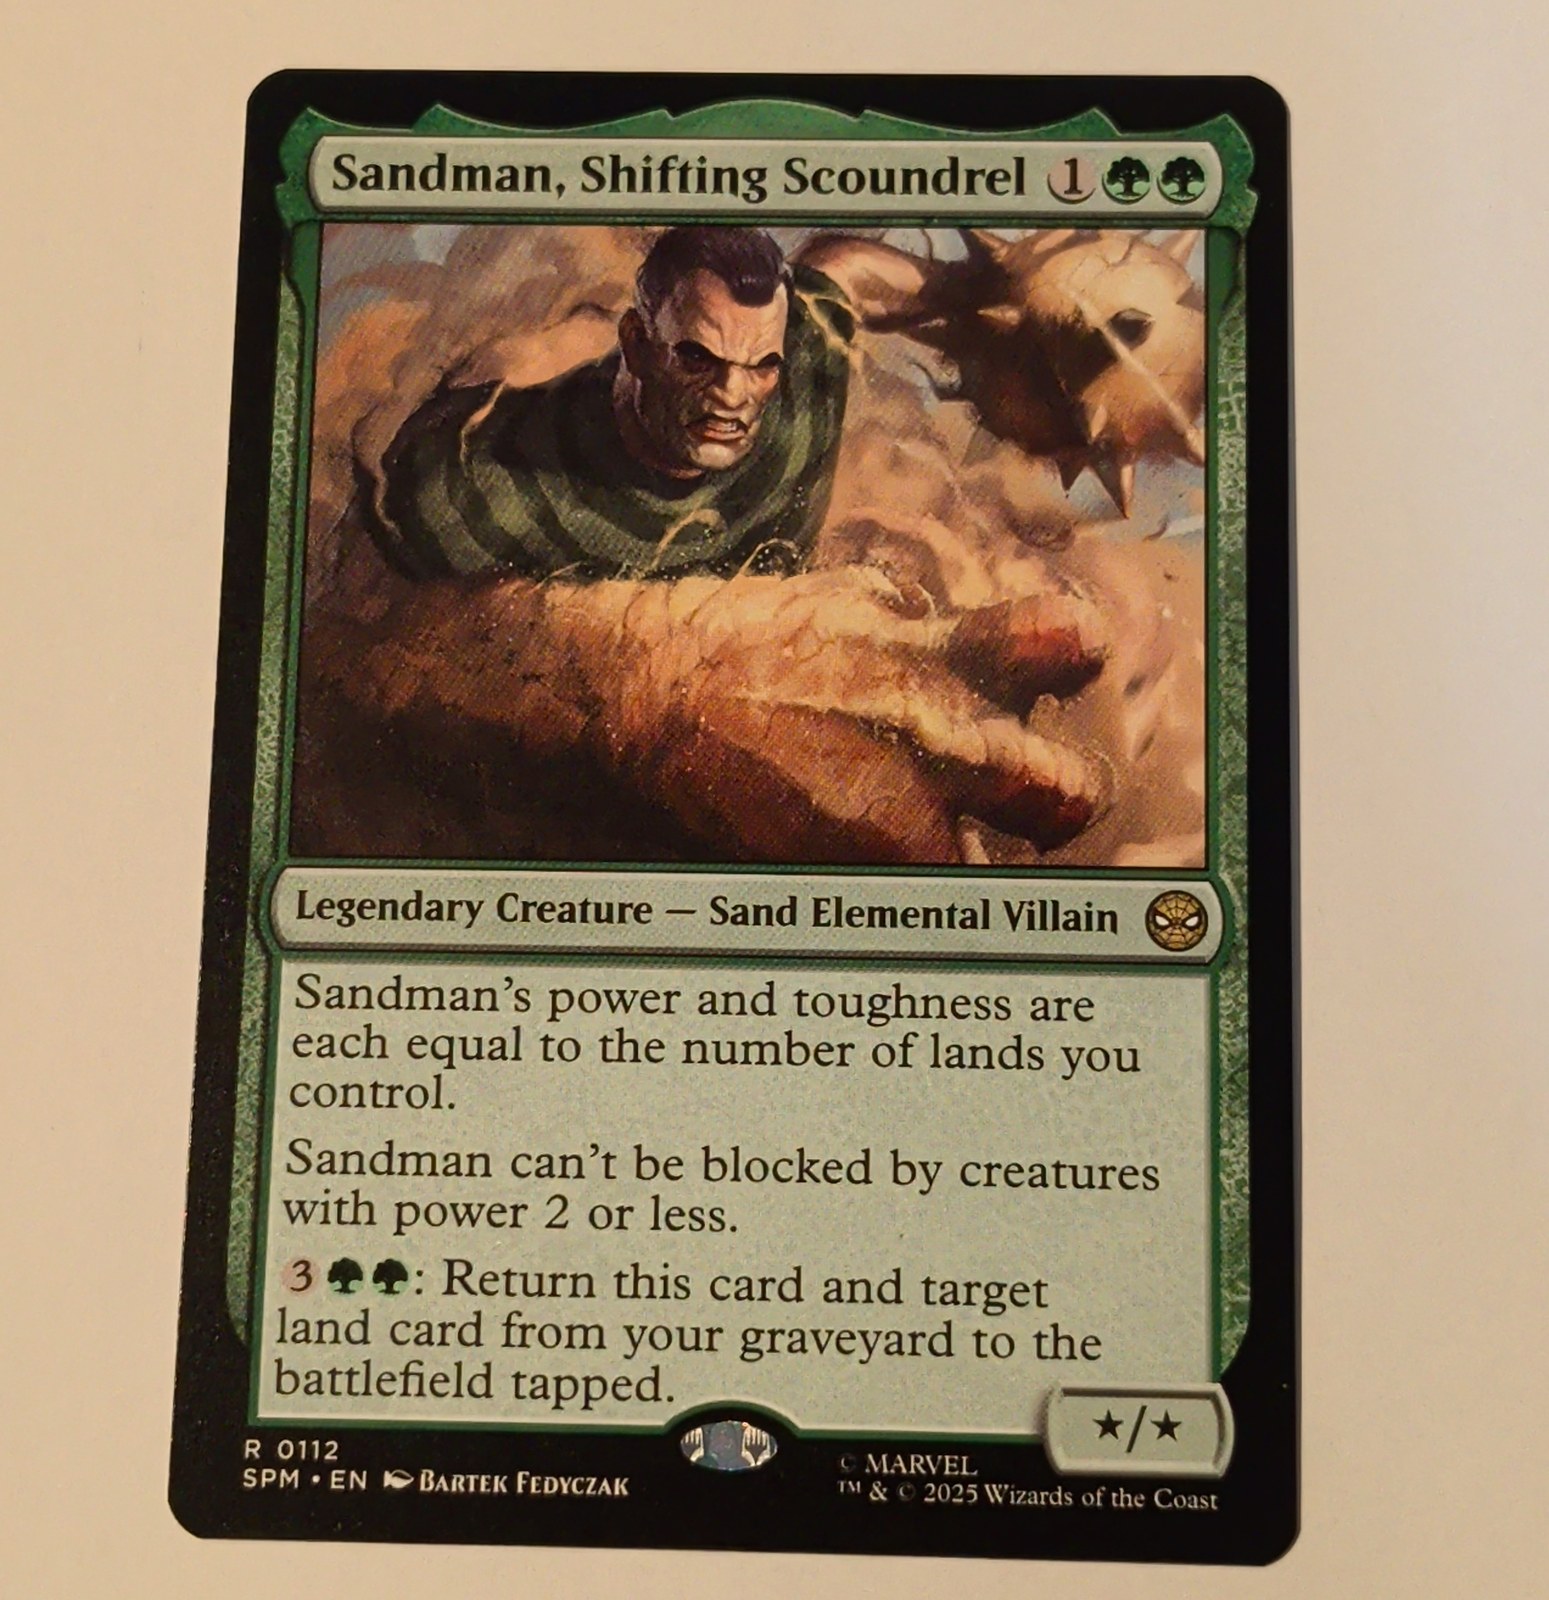 Sandman, Shifting Scoundrel 1
Legendary Creature — Sand Elemental Villain
Sandman's power and toughness are
each equal to the number of lands you
control.
Sandman can't be blocked by creatures
with power 2 or less.
3 : Return this card and target
land card from your graveyard to the
battlefield tapped.
★/★
R 0112
SPM • EN BARTEK FEDYCZAK
© MARVEL
™ & © 2025 Wizards of the Coast